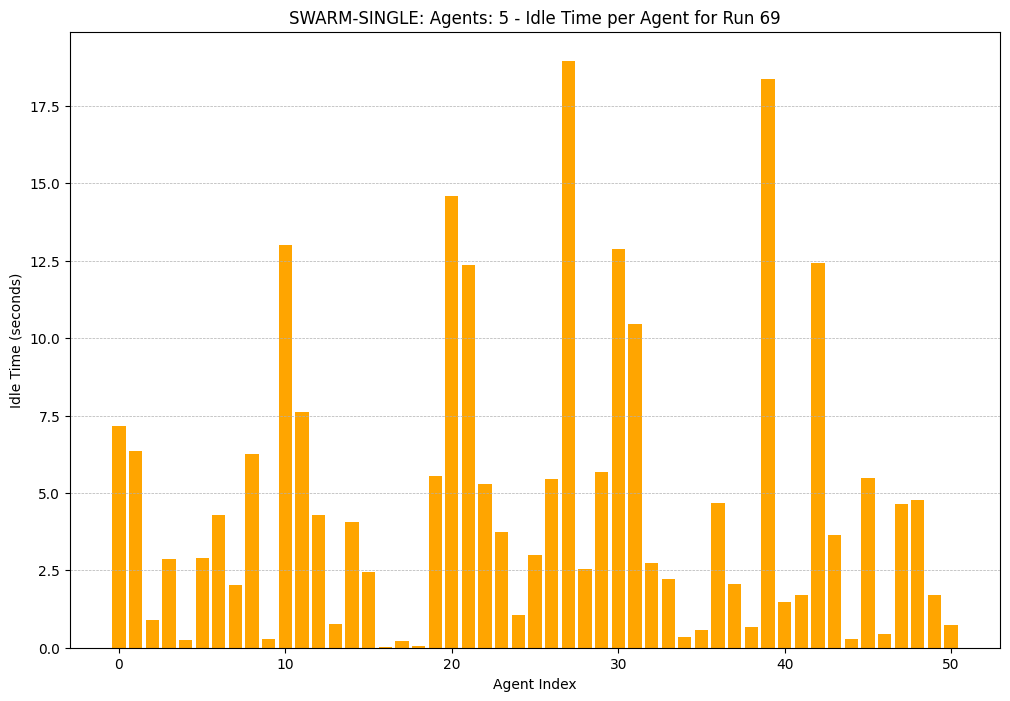 SWARM-SINGLE: Agents: 5 - Idle Time per Agent for Run 69
Idle Time (seconds)
17.5
15.0
12.5
10.0
7.5
5.0
2.5
0.0
0 10 20 30 40 50
Agent Index